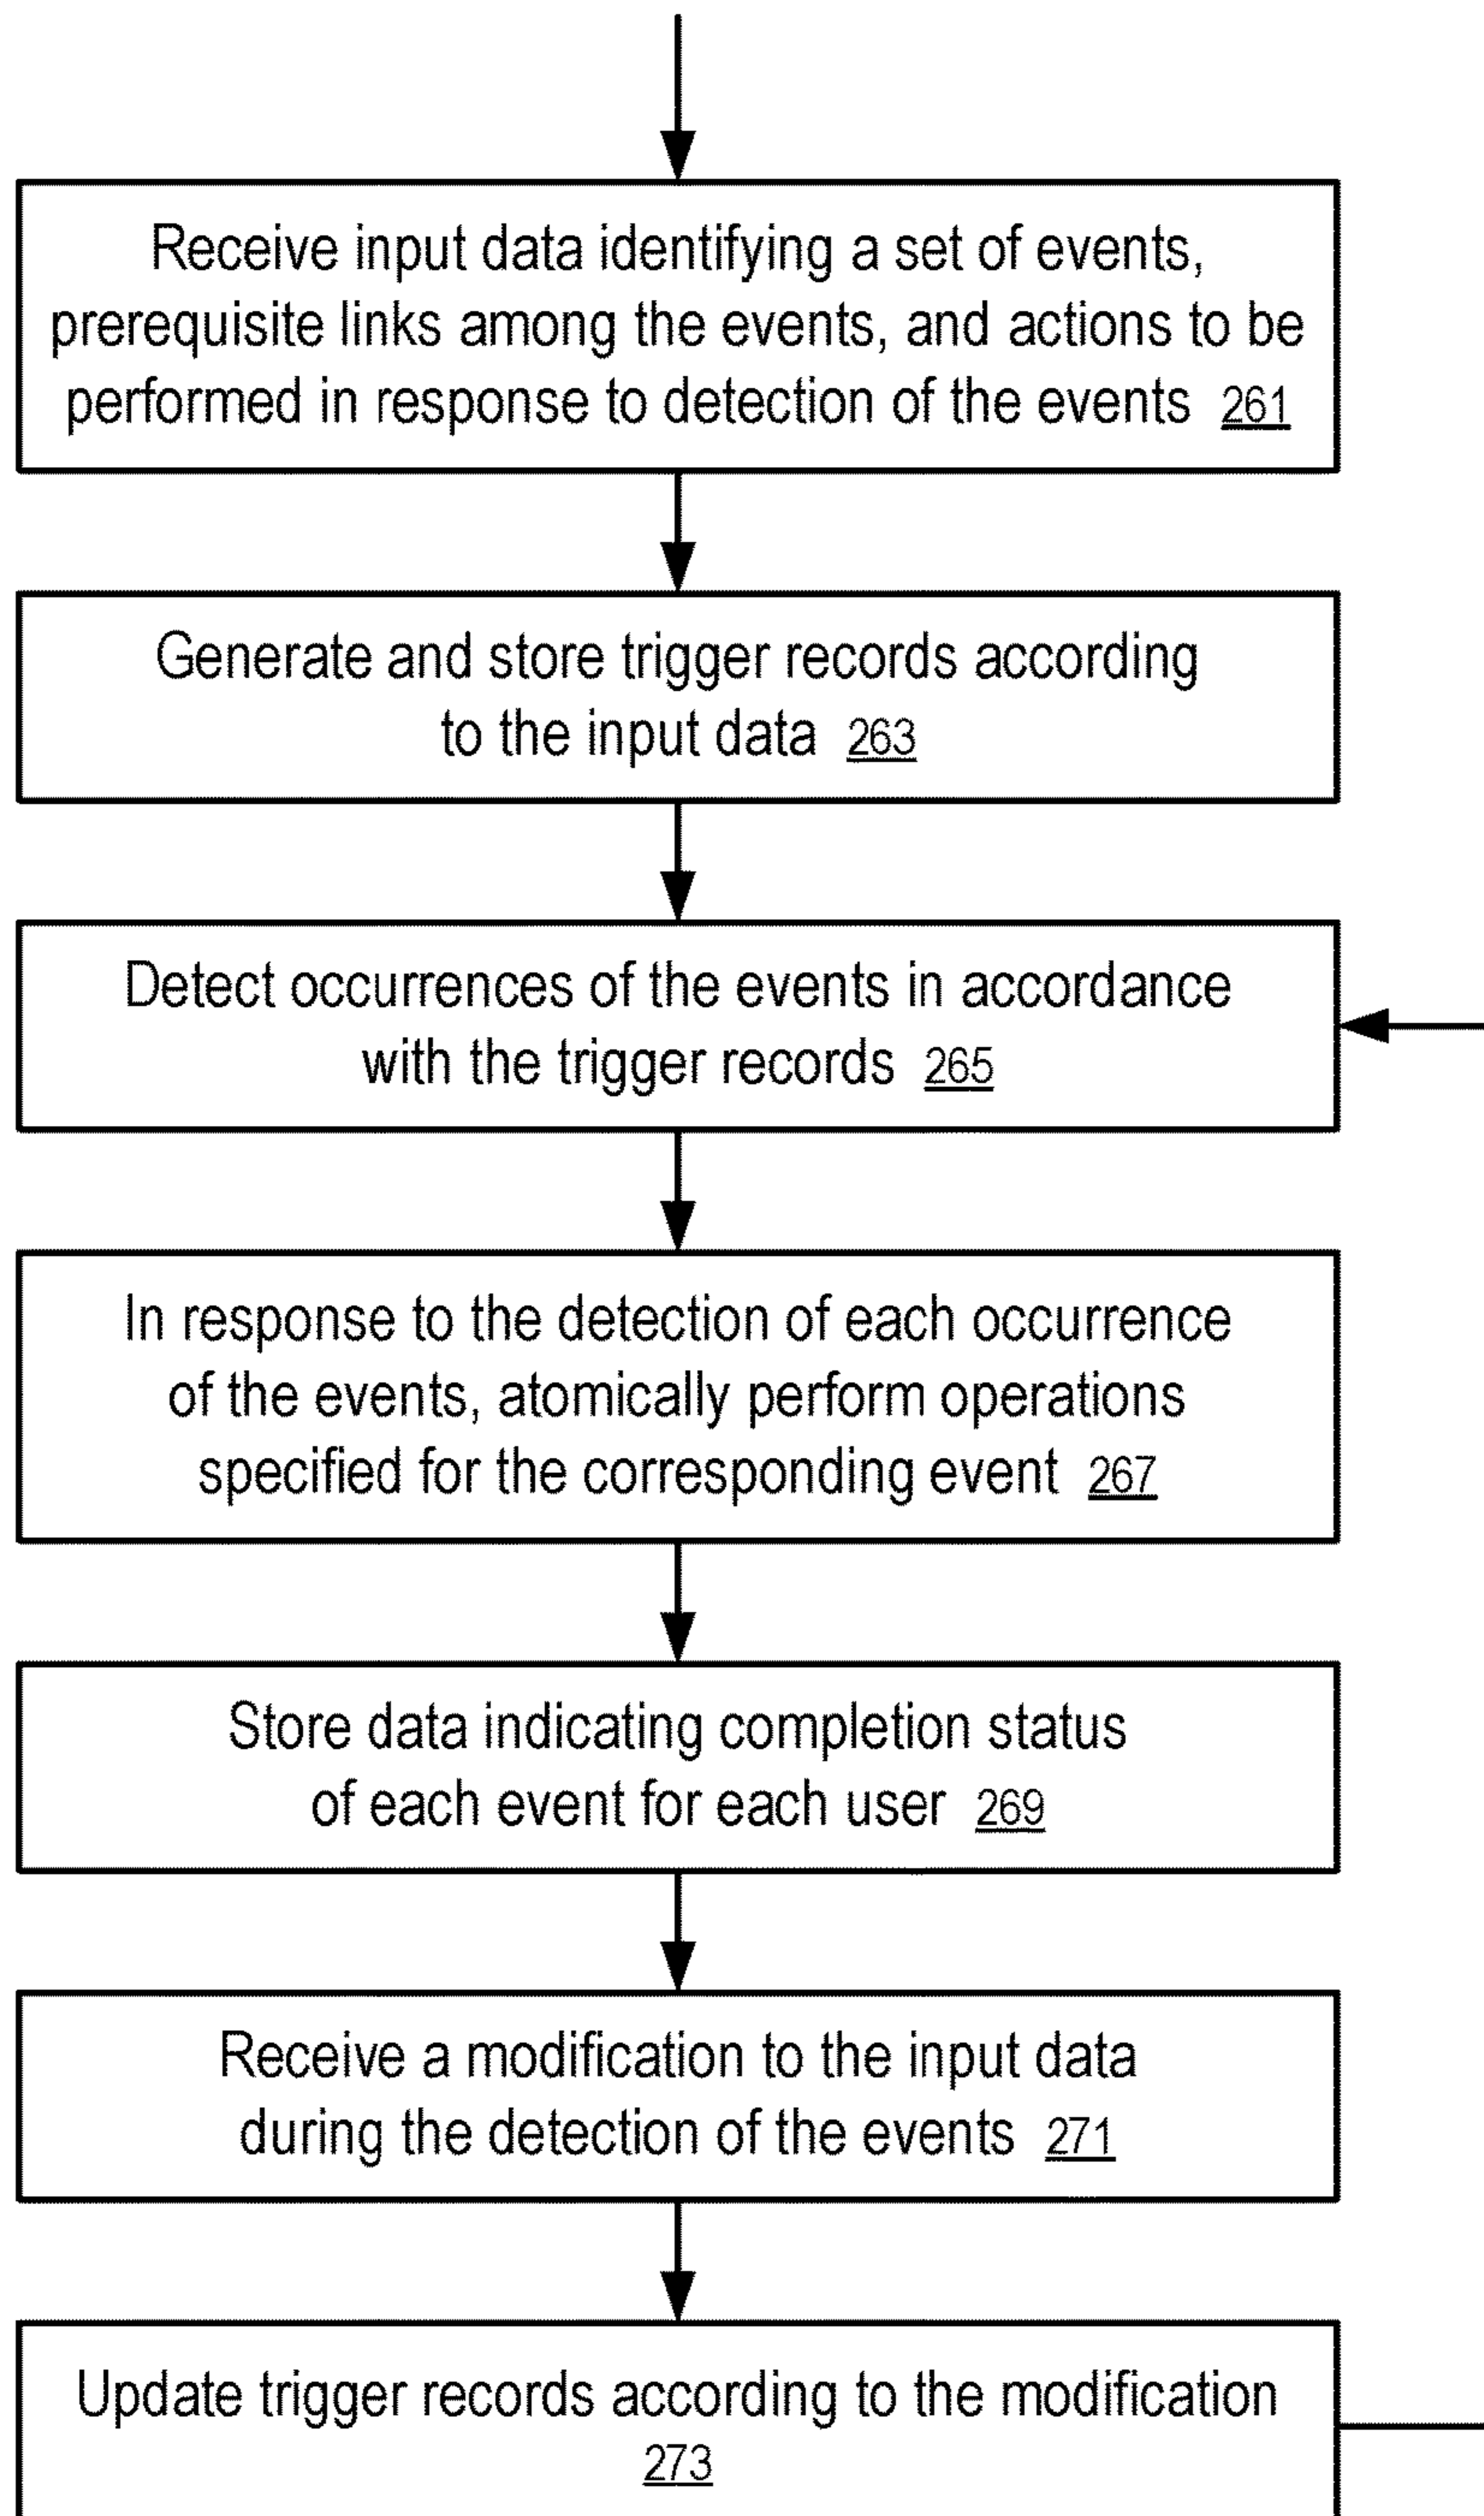 Receive input data identifying a set of events,
prerequisite links among the events, and actions to be
performed in response to detection of the events 261
Generate and store trigger records according
to the input data 263
Detect occurrences of the events in accordance
with the trigger records 265
In response to the detection of each occurrence
of the events, atomically perform operations
specified for the corresponding event 267
Store data indicating completion status
of each event for each user 269
Receive a modification to the input data
during the detection of the events 271
Update trigger records according to the modification
273